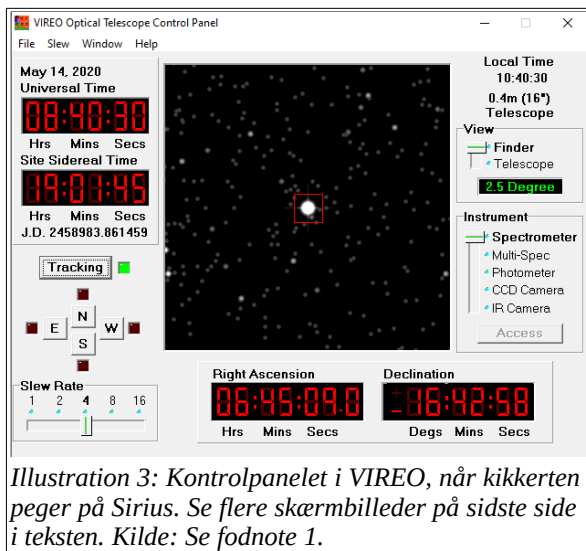 VIREO Optical Telescope Control Panel
File Slew Window Help
May 14, 2020
Universal Time
08:40:30
Hrs Mins Secs
Site Sidereal Time
19:01:45
Hrs Mins Secs
J.D. 2458983.861459
Tracking
N
E W
S
Slew Rate
1 2 4 8 16
Local Time
10:40:30
0.4m (16")
Telescope
View
Finder
Telescope
2.5 Degree
Instrument
Spectrometer
Multi-Spec
Photometer
CCD Camera
IR Camera
Access
Right Ascension Declination
06:45:09.0 -16:42:58
Hrs Mins Secs Degs Mins Secs
Illustration 3: Kontrolpanelet i VIREO, når kikkerten
peger på Sirius. Se flere skærmbilleder på sidste side
i teksten. Kilde: Se fodnote 1.